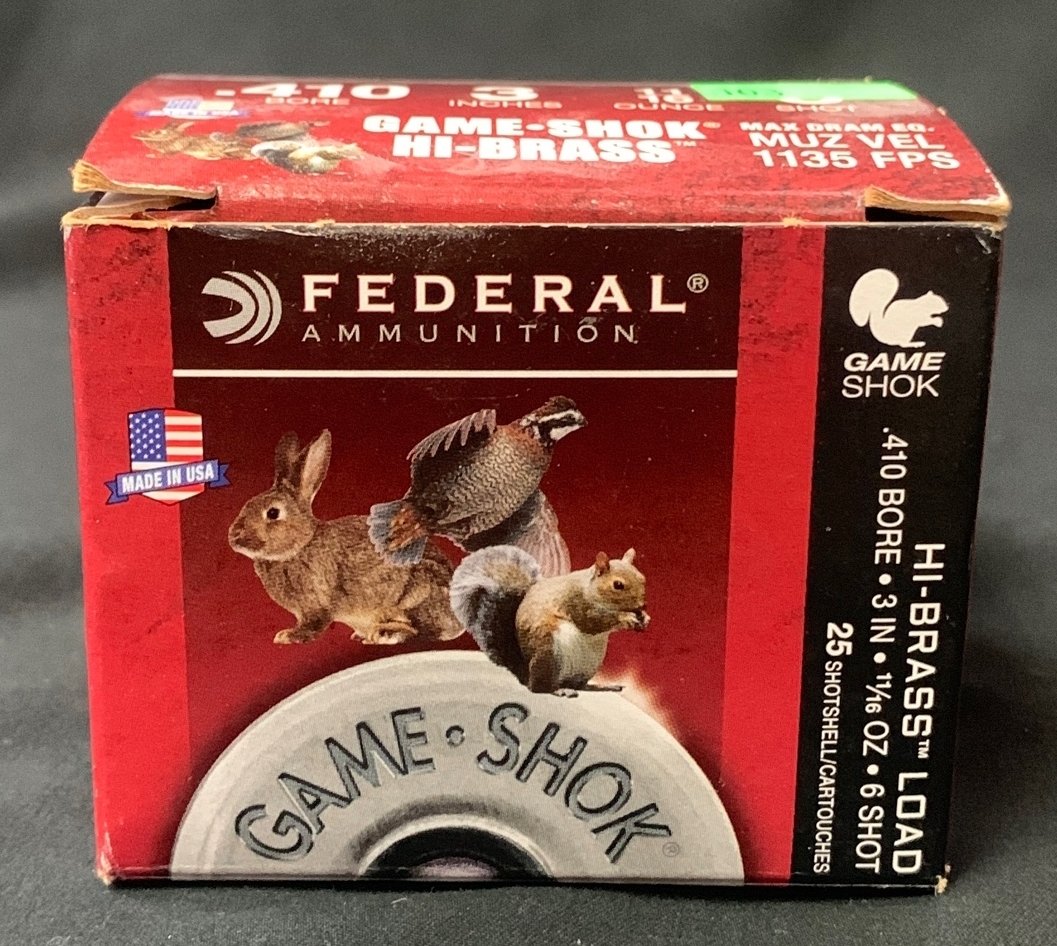 .410 3 11/16
BORE INCHES OUNCE SHOT
GAME•SHOK®
HI-BRASS™
MAX DRAM EQ.
MUZ VEL
1135 FPS
FEDERAL®
AMMUNITION
MADE IN USA
GAME•SHOK®
GAME
SHOK
HI-BRASS™ LOAD
.410 BORE • 3 IN • 11/16 OZ • 6 SHOT
25 SHOTSHELL/CARTOUCHES